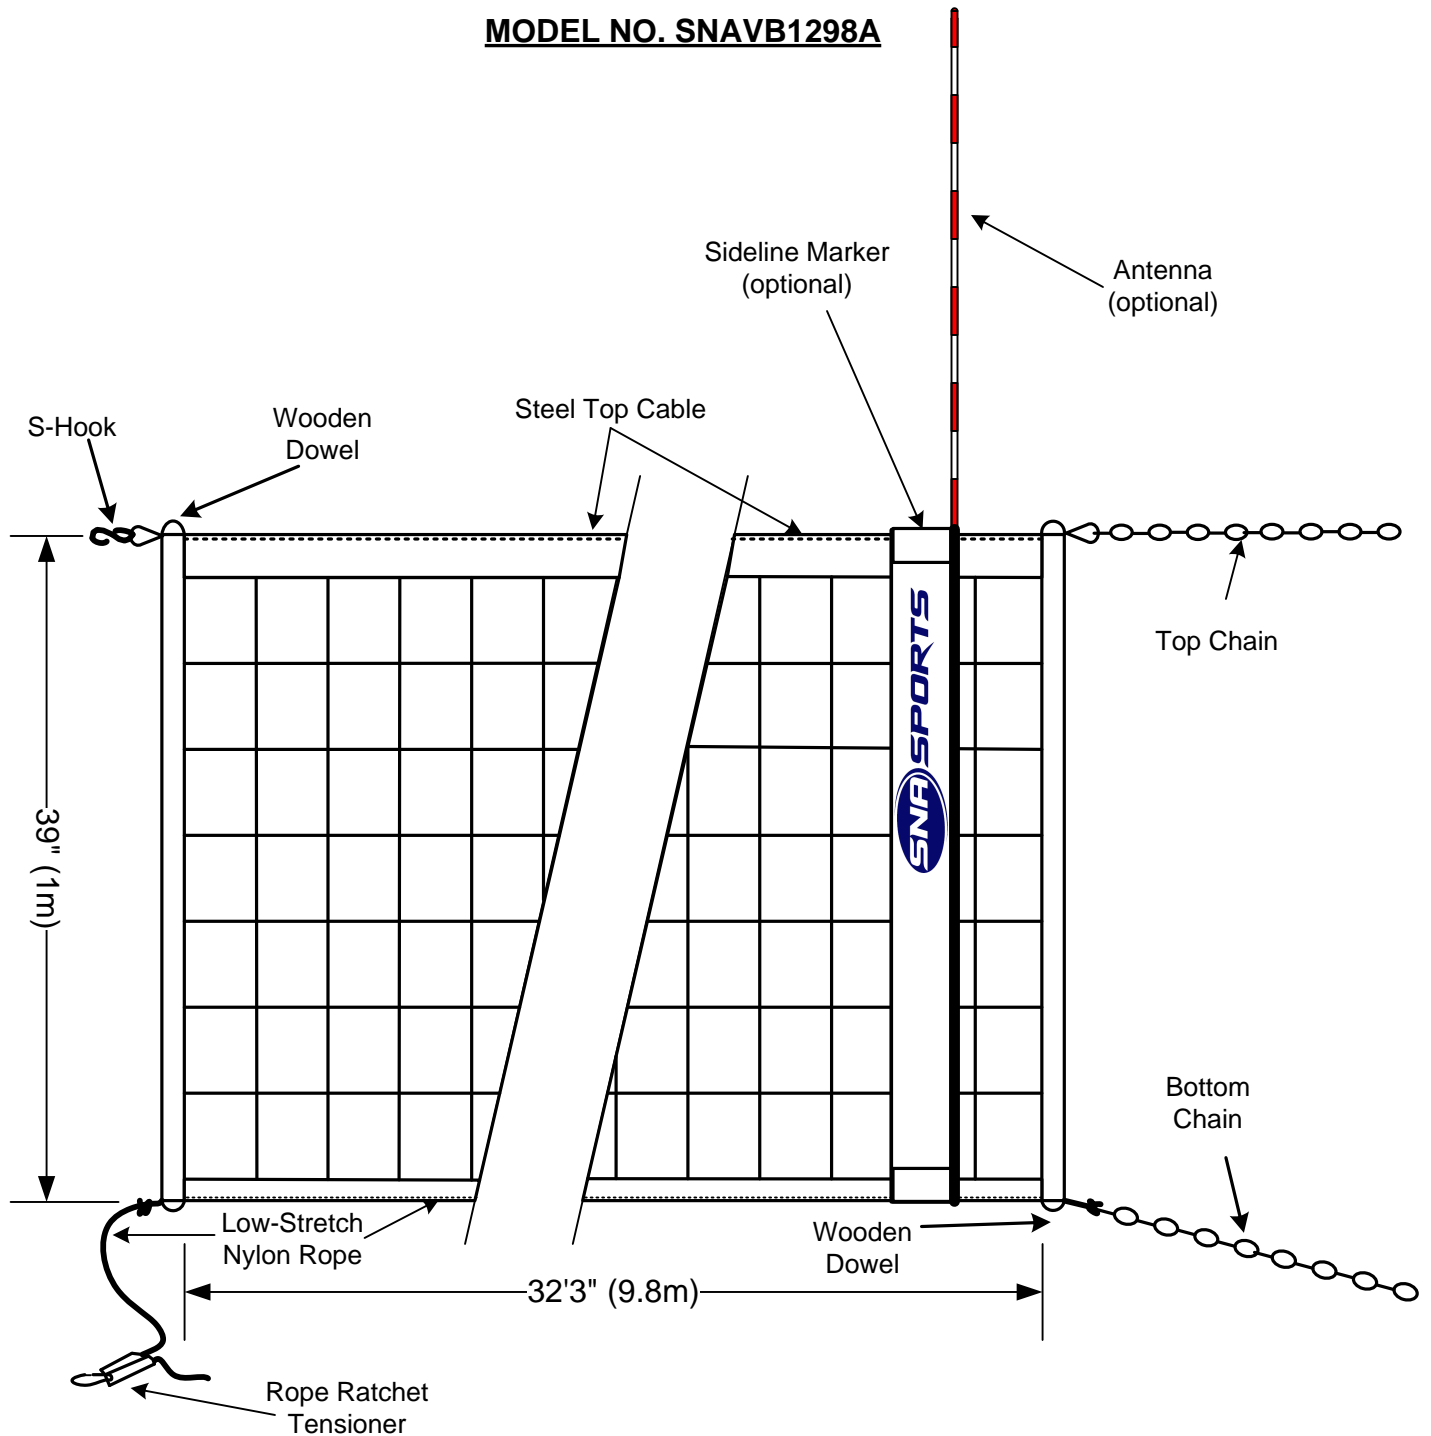 MODEL NO. SNAVB1298A
Sideline Marker
(optional)
Antenna
(optional)
S-Hook
Wooden
Dowel
Steel Top Cable
Top Chain
SNA SPORTS
39" (1m)
Bottom
Chain
Low-Stretch
Nylon Rope
Wooden
Dowel
32'3" (9.8m)
Rope Ratchet
Tensioner